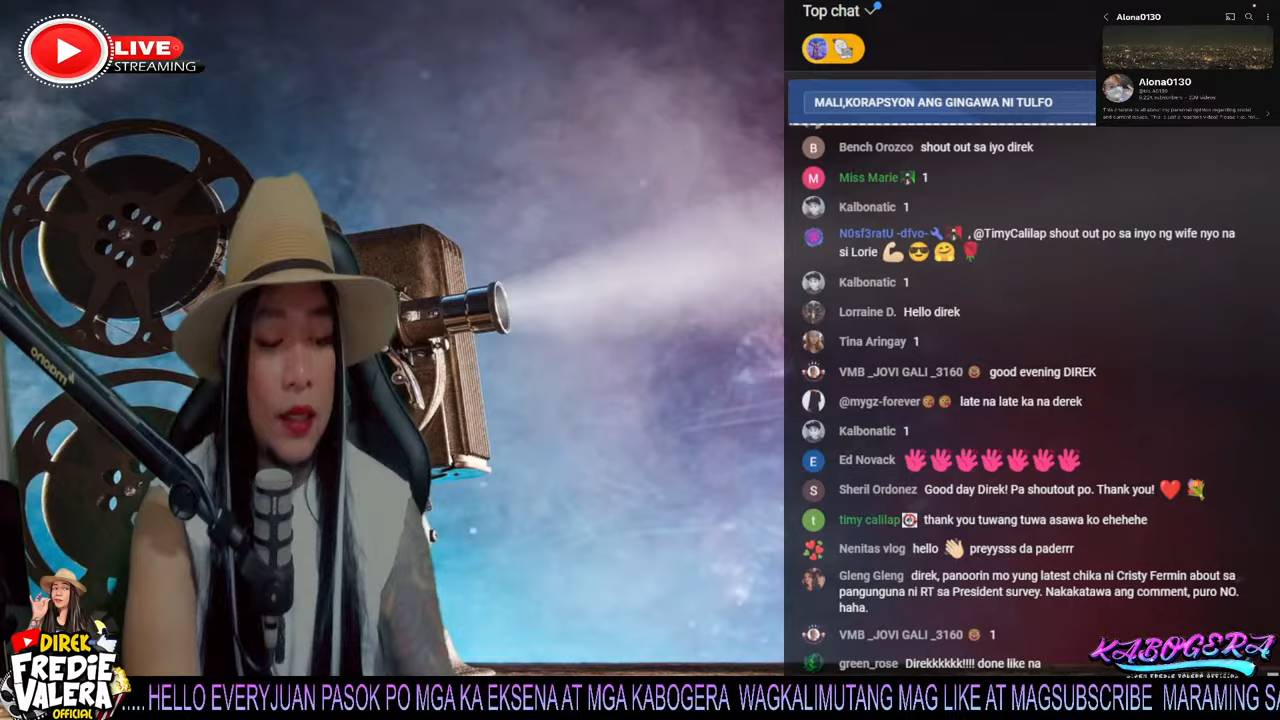 LIVE
STREAMING
Top chat
Alona0130
Alona0130
MALI,KORAPSYON ANG GINGAWA NI TULFO
Bench Orozco shout out sa iyo direk
Miss Marie 1
Kalbonatic 1
N0sf3ratU -dfvo- , @TimyCalilap shout out po sa inyo ng wife nyo na
si Lorie
Kalbonatic 1
Lorraine D. Hello direk
Tina Aringay 1
VMB _JOVI GALI _3160 good evening DIREK
@mygz-forever late na late ka na derek
Kalbonatic 1
E Ed Novack
S Sheril Ordonez Good day Direk! Pa shoutout po. Thank you!
t timy calilap thank you tuwang tuwa asawa ko ehehehe
Nenitas vlog hello preyysss da paderrr
Gleng Gleng direk, panoorin mo yung latest chika ni Cristy Fermin about sa
pangunguna ni RT sa President survey. Nakakatawa ang comment, puro NO.
haha.
VMB _JOVI GALI _3160 1
green_rose Direkkkkkk!!!! done like na
maono
DIREK
FREDIE
VALERA
OFFICIAL
KABOGERA
DIREK FREDIE VALERA OFFICIAL
..... HELLO EVERYJUAN PASOK PO MGA KA EKSENA AT MGA KABOGERA WAGKALIMUTANG MAG LIKE AT MAGSUBSCRIBE MARAMING SA